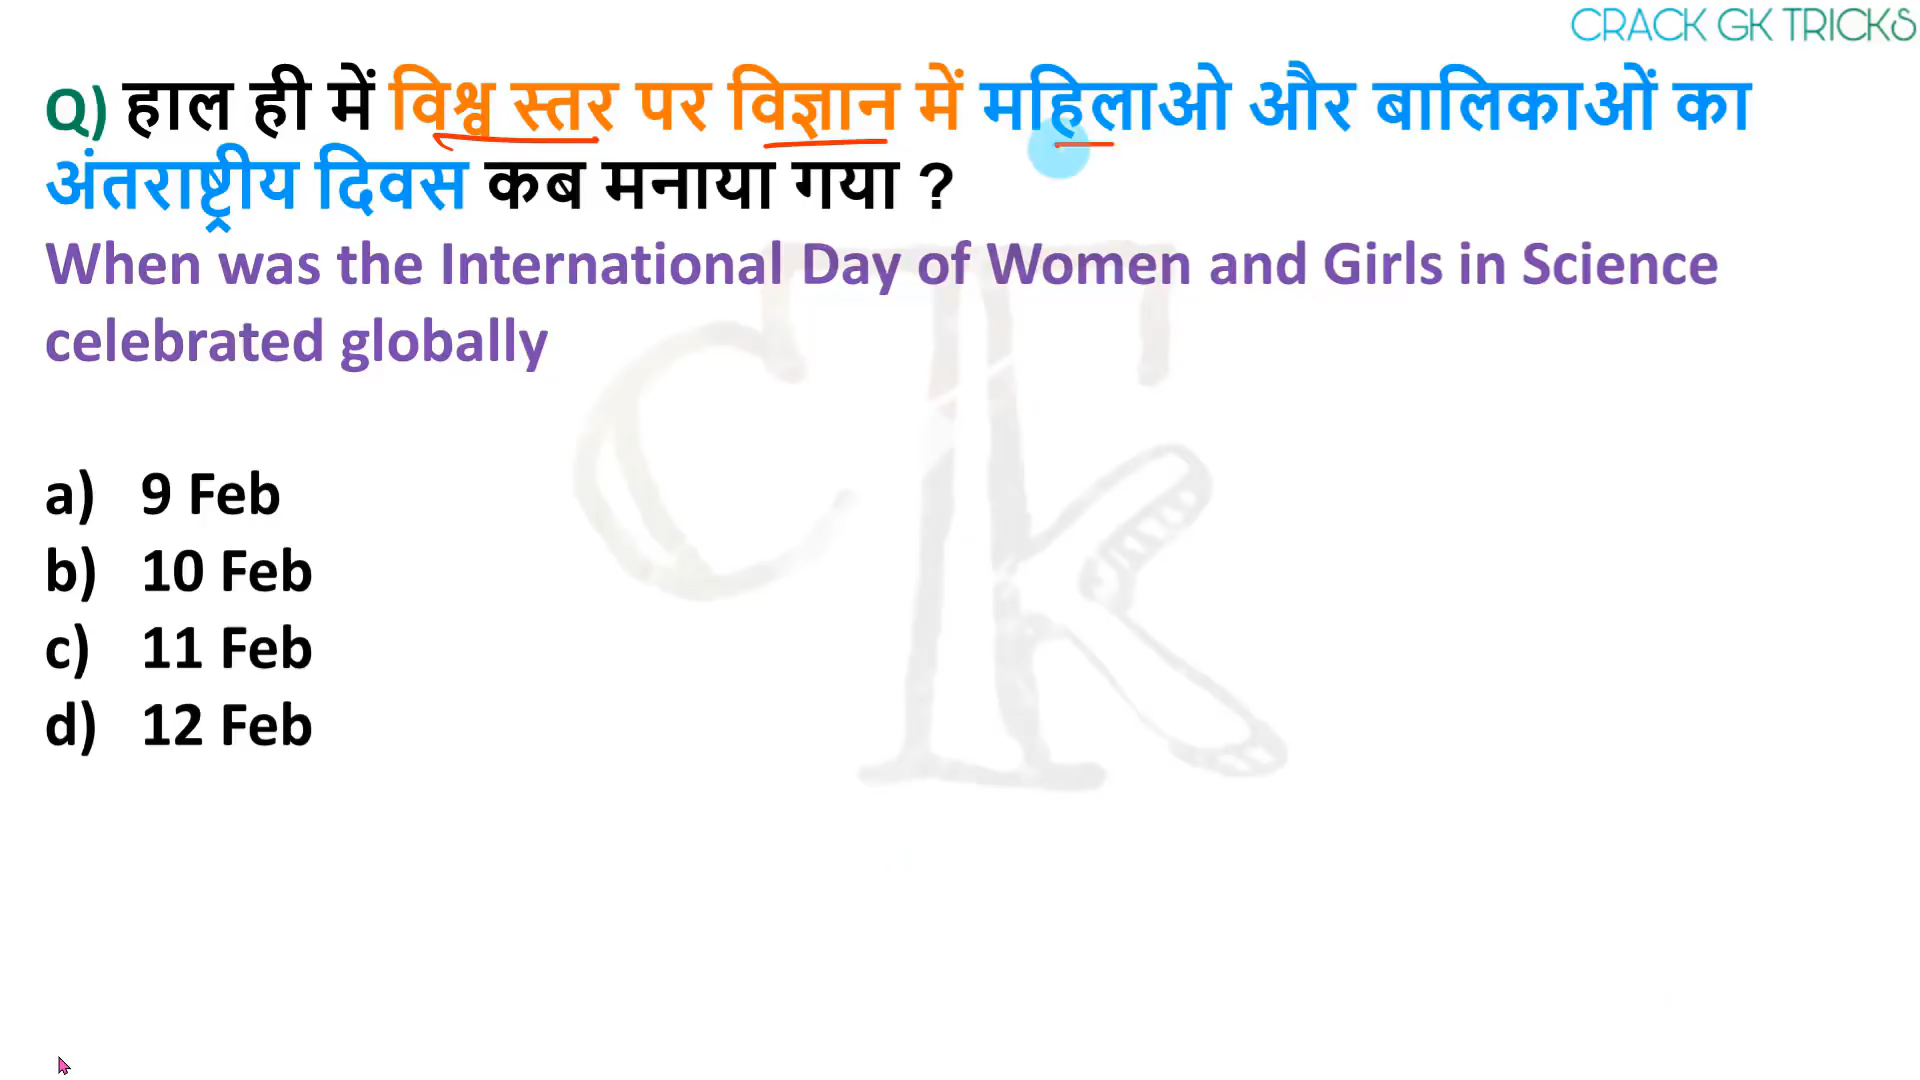 CRACK GK TRICKS
Q) हाल ही में विश्व स्तर पर विज्ञान में महिलाओ और बालिकाओं का
अंतराष्ट्रीय दिवस कब मनाया गया ?
When was the International Day of Women and Girls in Science
celebrated globally
a) 9 Feb
b) 10 Feb
c) 11 Feb
d) 12 Feb
CTk